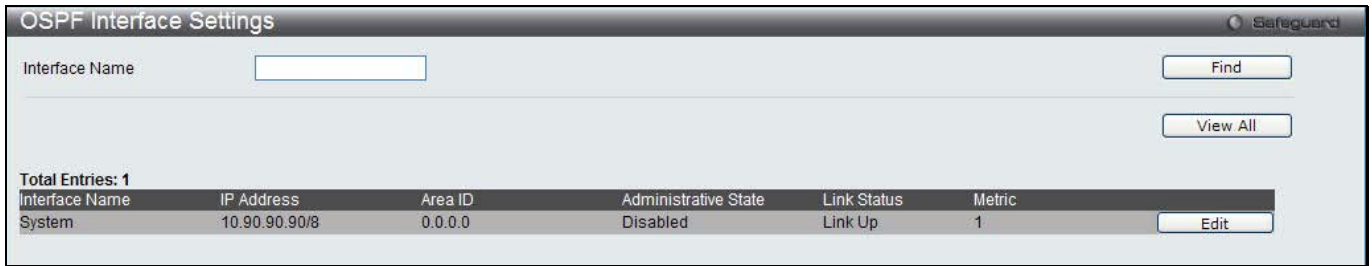 OSPF Interface Settings Safeguard
Interface Name
Find
View All
Total Entries: 1
Interface Name IP Address Area ID Administrative State Link Status Metric
System 10.90.90.90/8 0.0.0.0 Disabled Link Up 1 Edit